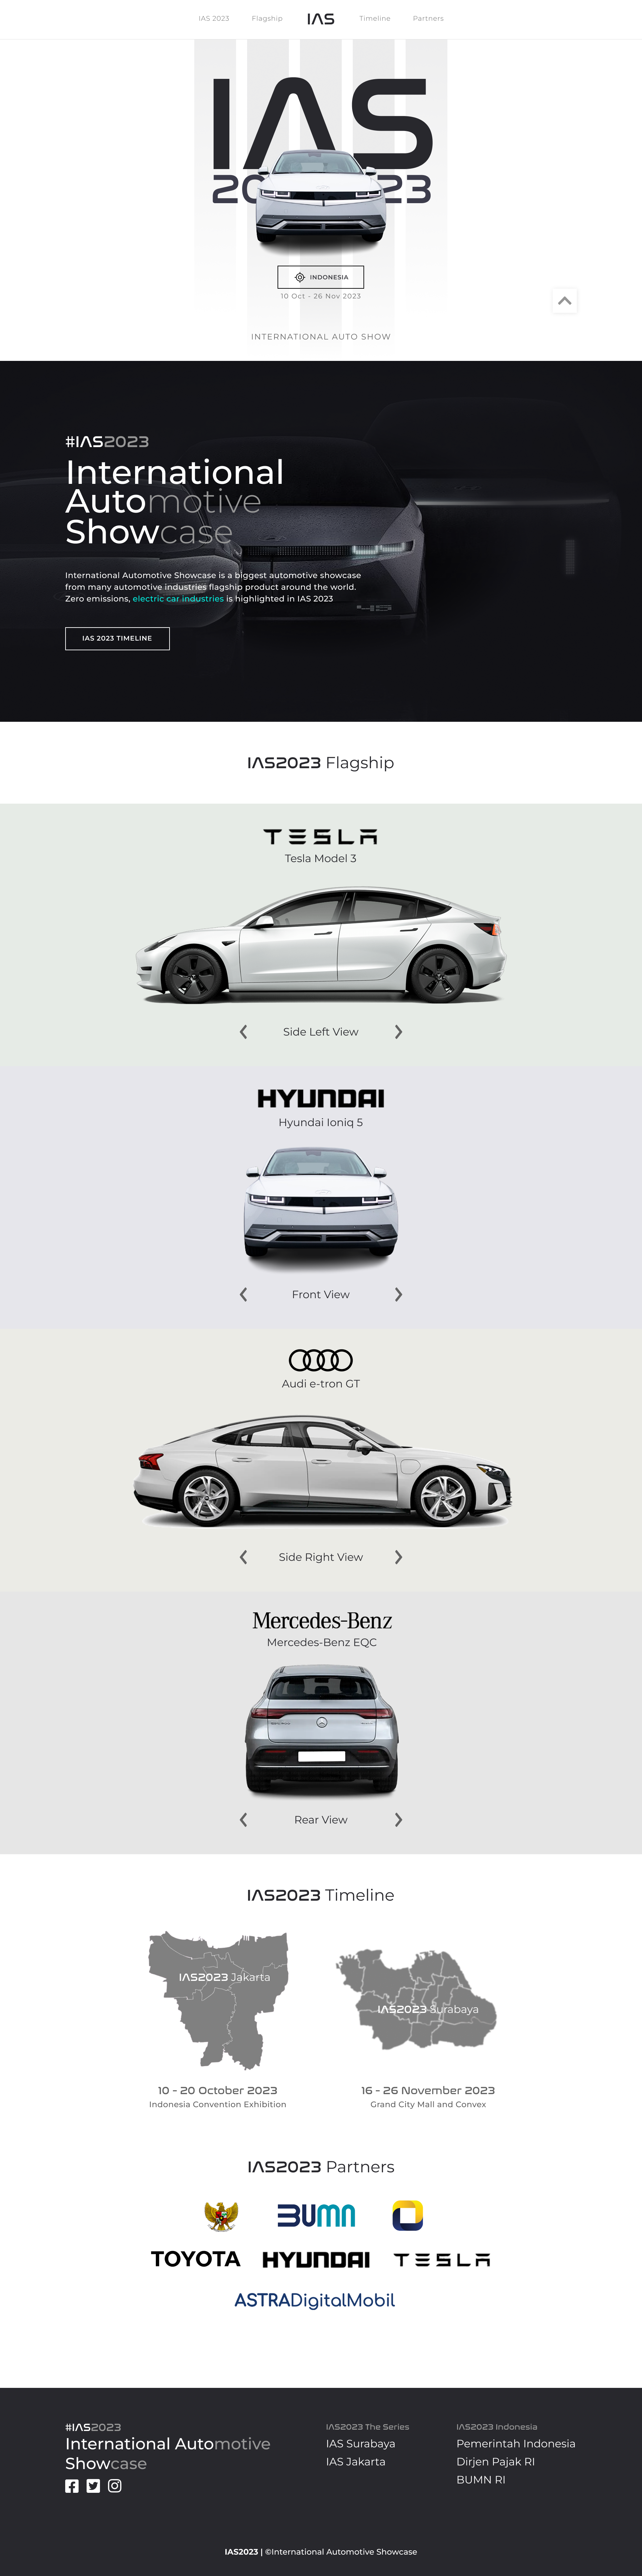 IAS 2023 Flagship IAS Timeline Partners
IAS
2023
INDONESIA
10 Oct - 26 Nov 2023
INTERNATIONAL AUTO SHOW
#IAS2023
International
Automotive
Showcase
International Automotive Showcase is a biggest automotive showcase
from many automotive industries flagship product around the world.
Zero emissions, electric car industries is highlighted in IAS 2023
IAS 2023 TIMELINE
IAS2023 Flagship
TESLA
Tesla Model 3
Side Left View
HYUNDAI
Hyundai Ioniq 5
Front View
Audi e-tron GT
Side Right View
Mercedes-Benz
Mercedes-Benz EQC
Rear View
IAS2023 Timeline
IAS2023 Jakarta
IAS2023 Surabaya
10 - 20 October 2023
Indonesia Convention Exhibition
16 - 26 November 2023
Grand City Mall and Convex
IAS2023 Partners
BUMN
TOYOTA HYUNDAI TESLA
ASTRADigitalMobil
#IAS2023
International Automotive
Showcase
IAS2023 The Series
IAS Surabaya
IAS Jakarta
IAS2023 Indonesia
Pemerintah Indonesia
Dirjen Pajak RI
BUMN RI
IAS2023 | ©International Automotive Showcase